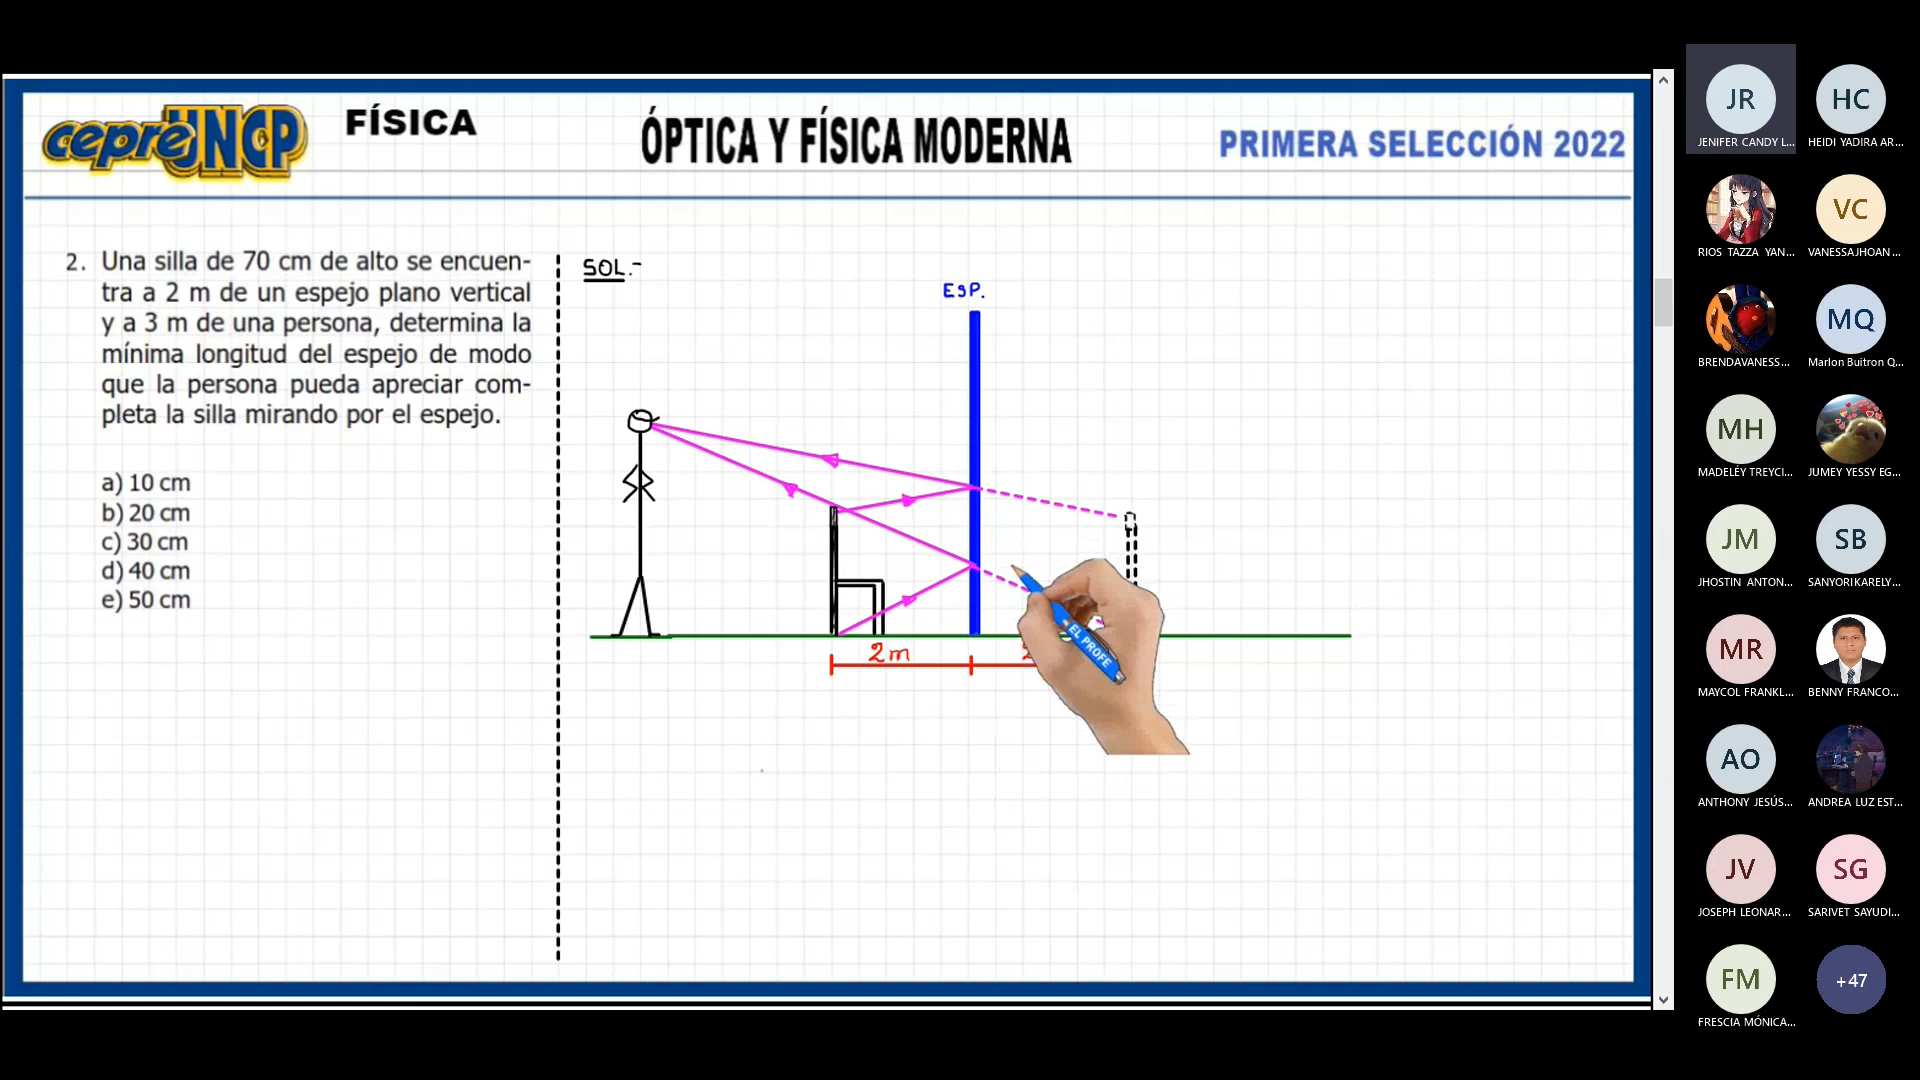 cepre UNCP
FÍSICA
ÓPTICA Y FÍSICA MODERNA
PRIMERA SELECCIÓN 2022
2. Una silla de 70 cm de alto se encuen-
tra a 2 m de un espejo plano vertical
y a 3 m de una persona, determina la
mínima longitud del espejo de modo
que la persona pueda apreciar com-
pleta la silla mirando por el espejo.
a) 10 cm
b) 20 cm
c) 30 cm
d) 40 cm
e) 50 cm
SOL.-
ESP.
2m
2
EL PROFE
JR
JENIFER CANDY L...
HC
HEIDI YADIRA AR...
RIOS TAZZA YAN...
VC
VANESSAJHOAN...
BRENDAVANESS...
MQ
Marlon Buitron Q...
MH
MADELÉY TREYCI...
JUMEY YESSY EG...
JM
JHOSTIN ANTON...
SB
SANYORIKARELY...
MR
MAYCOL FRANKL...
BENNY FRANCO...
AO
ANTHONY JESÚS...
ANDREA LUZ EST...
JV
JOSEPH LEONAR...
SG
SARIVET SAYUDI...
FM
FRESCIA MÓNICA...
+47